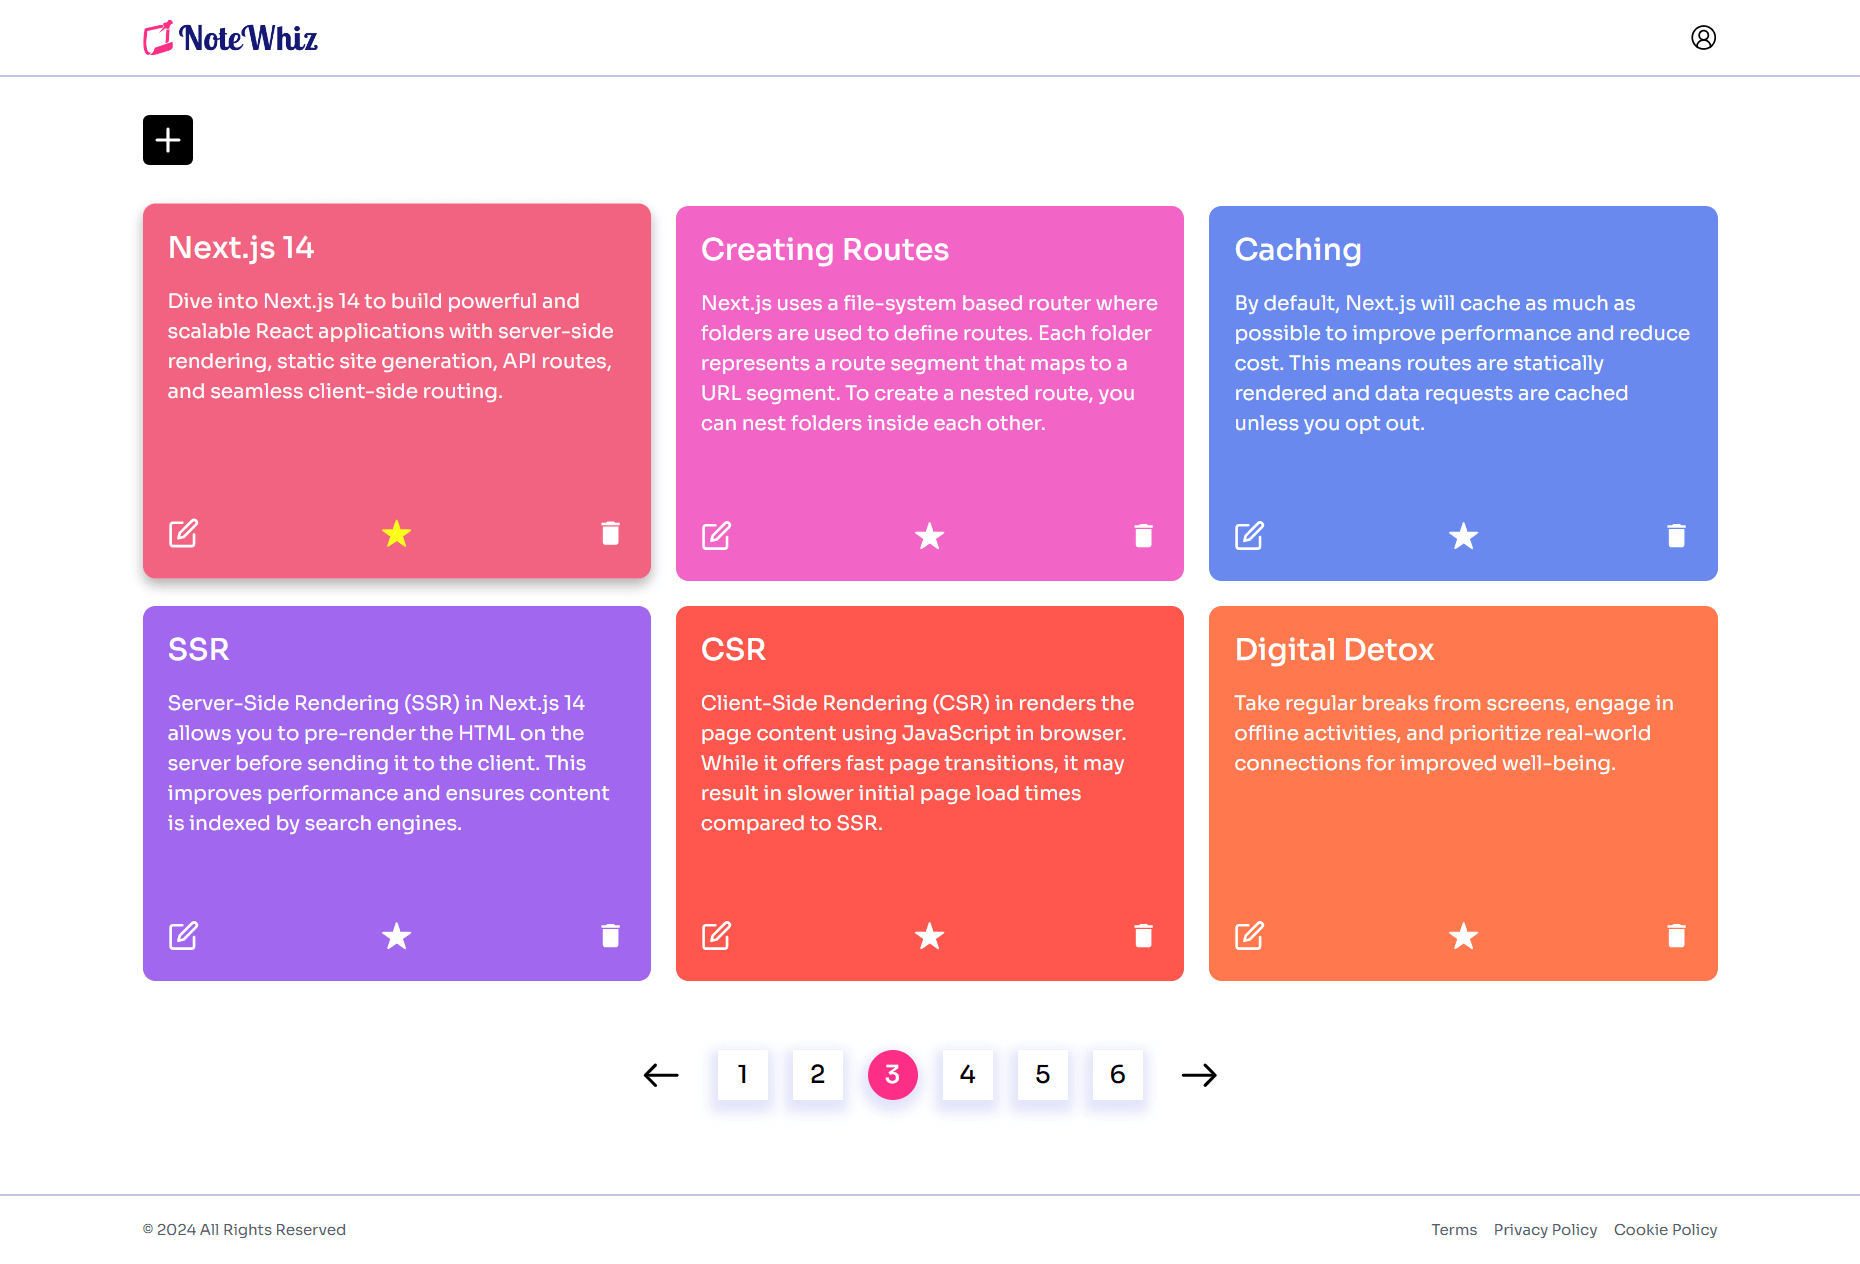 NoteWhiz
Next.js 14
Dive into Next.js 14 to build powerful and
scalable React applications with server-side
rendering, static site generation, API routes,
and seamless client-side routing.
Creating Routes
Next.js uses a file-system based router where
folders are used to define routes. Each folder
represents a route segment that maps to a
URL segment. To create a nested route, you
can nest folders inside each other.
Caching
By default, Next.js will cache as much as
possible to improve performance and reduce
cost. This means routes are statically
rendered and data requests are cached
unless you opt out.
SSR
Server-Side Rendering (SSR) in Next.js 14
allows you to pre-render the HTML on the
server before sending it to the client. This
improves performance and ensures content
is indexed by search engines.
CSR
Client-Side Rendering (CSR) in renders the
page content using JavaScript in browser.
While it offers fast page transitions, it may
result in slower initial page load times
compared to SSR.
Digital Detox
Take regular breaks from screens, engage in
offline activities, and prioritize real-world
connections for improved well-being.
1 2 3 4 5 6
© 2024 All Rights Reserved
Terms Privacy Policy Cookie Policy